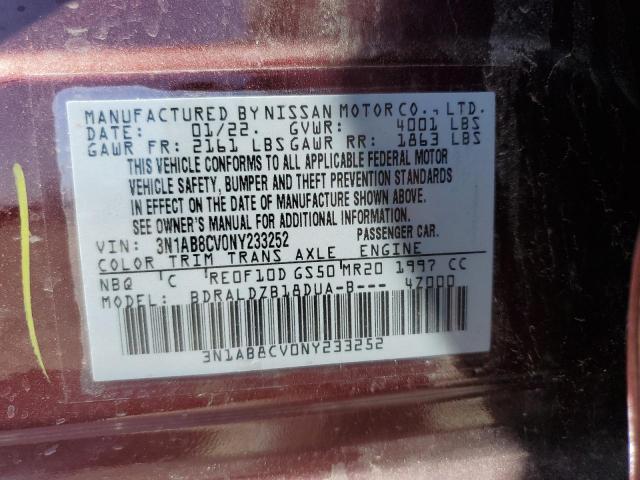 MANUFACTURED BY NISSAN MOTOR CO., LTD.
DATE: 01/22. GVWR: 4001 LBS
GAWR FR: 2161 LBS GAWR RR: 1863 LBS
THIS VEHICLE CONFORMS TO ALL APPLICABLE FEDERAL MOTOR
VEHICLE SAFETY, BUMPER AND THEFT PREVENTION STANDARDS
IN EFFECT ON THE DATE OF MANUFACTURE SHOWN ABOVE.
SEE OWNER'S MANUAL FOR ADDITIONAL INFORMATION.
VIN: 3N1AB8CV0NY233252 PASSENGER CAR.
COLOR TRIM TRANS AXLE ENGINE
NBQ C RE0F10D GS50 MR20 1997 CC
MODEL: BDRALDZB18DUA-B--- 4Z000
3N1AB8CV0NY233252